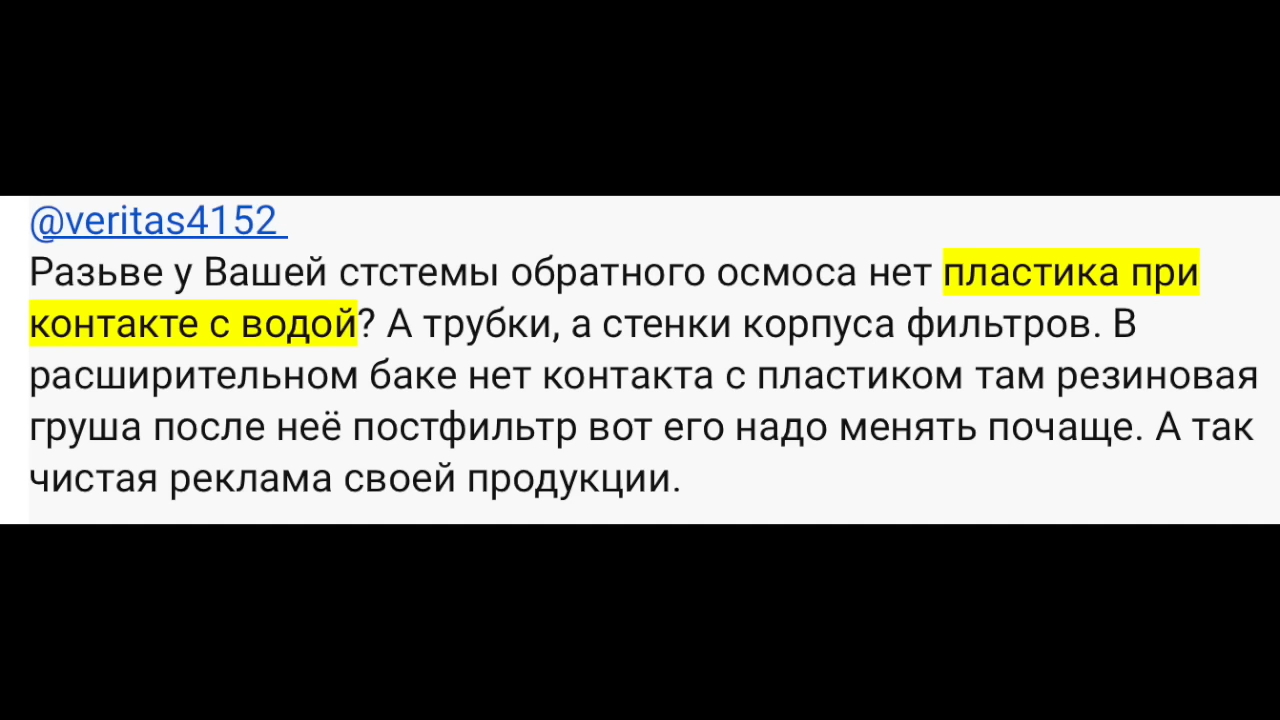 @veritas4152
Разьве у Вашей стстемы обратного осмоса нет пластика при
контакте с водой? А трубки, а стенки корпуса фильтров. В
расширительном баке нет контакта с пластиком там резиновая
груша после неё постфильтр вот его надо менять почаще. А так
чистая реклама своей продукции.